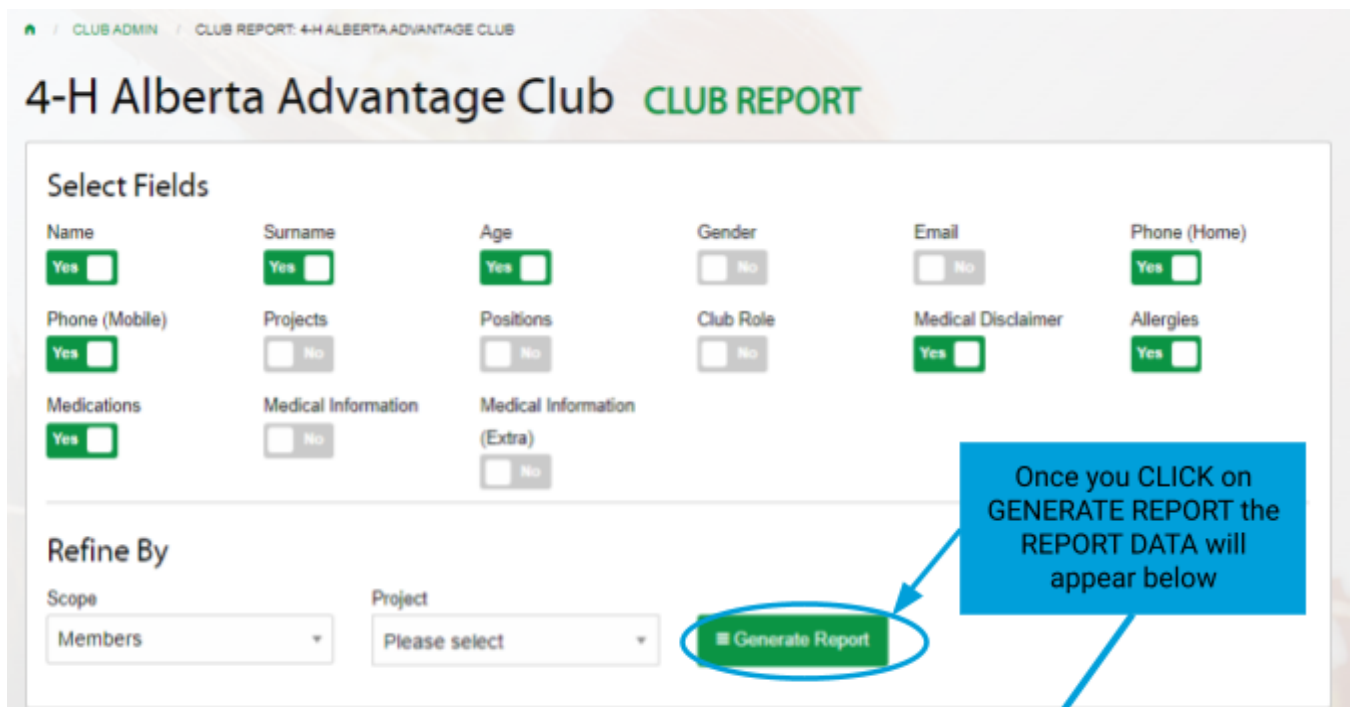 / CLUB ADMIN / CLUB REPORT: 4-H ALBERTA ADVANTAGE CLUB
4-H Alberta Advantage Club CLUB REPORT
Select Fields
Name Surname Age Gender Email Phone (Home)
Yes Yes Yes No No Yes
Phone (Mobile) Projects Positions Club Role Medical Disclaimer Allergies
Yes No No No Yes Yes
Medications Medical Information Medical Information
(Extra)
Yes No
No
Once you CLICK on
GENERATE REPORT the
REPORT DATA will
appear below
Refine By
Scope Project
Members Please select Generate Report